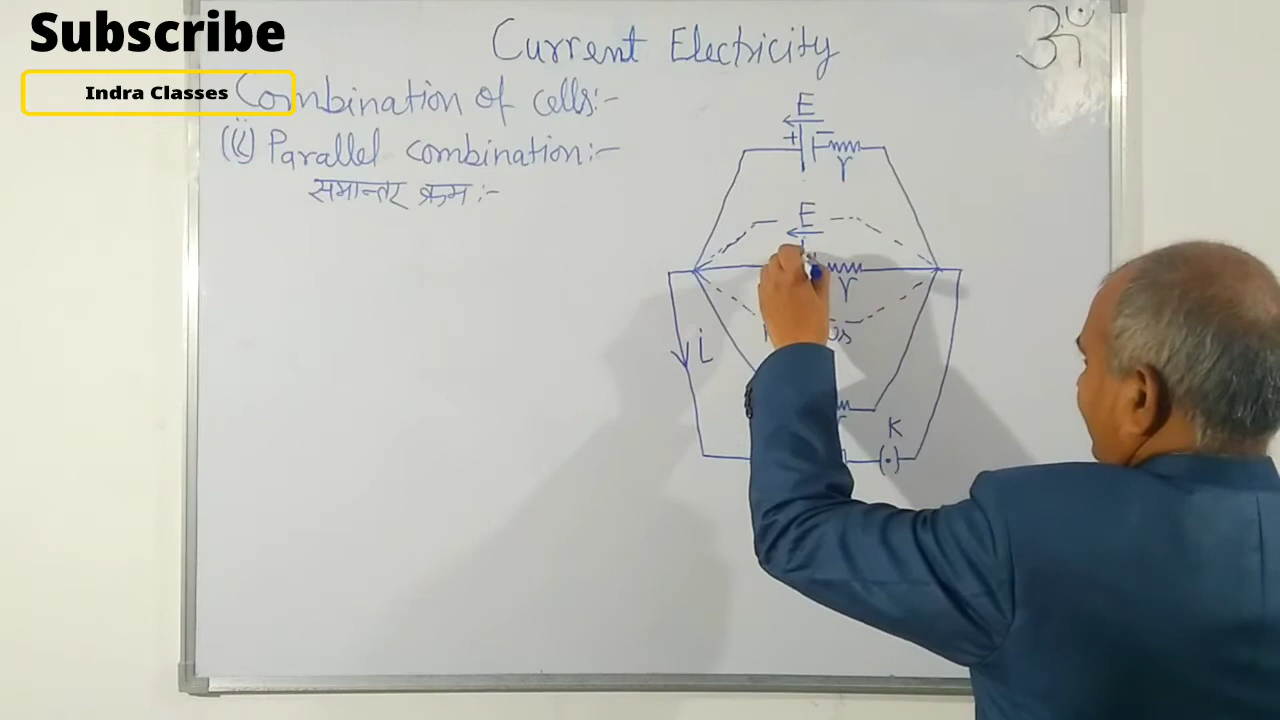 Subscribe
Indra Classes
Current Electricity
ॐ
Combination of cells:-
(ii) Parallel combination:-
समान्तर क्रम :-
E
+ −
r
E
r
i
r
K